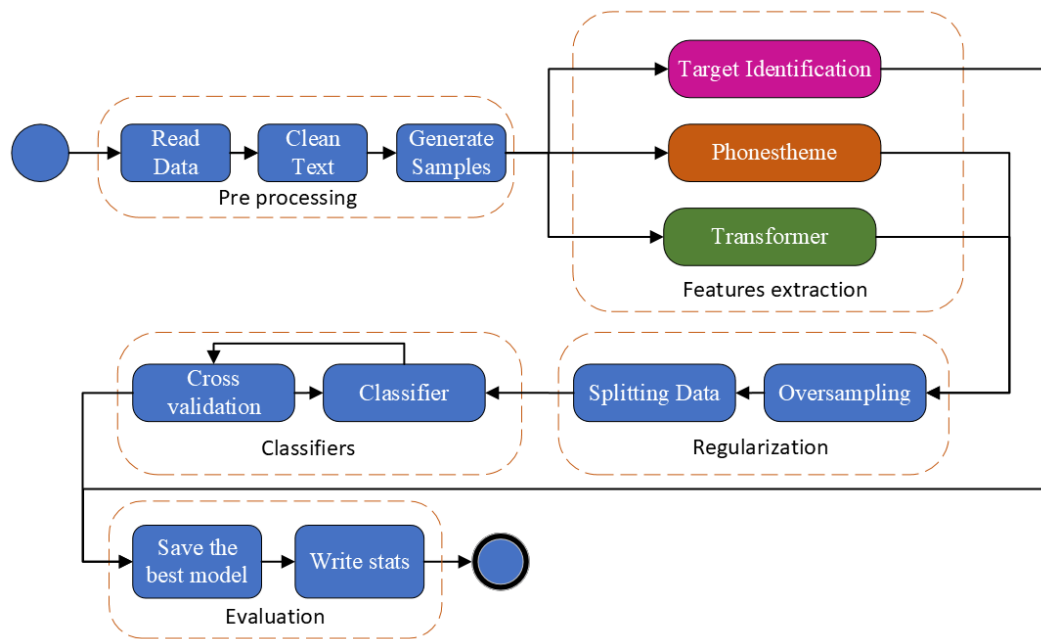 Target Identification
Read
Data
Clean
Text
Generate
Samples
Phonestheme
Pre processing
Transformer
Features extraction
Cross
validation
Classifier
Splitting Data
Oversampling
Classifiers
Regularization
Save the
best model
Write stats
Evaluation